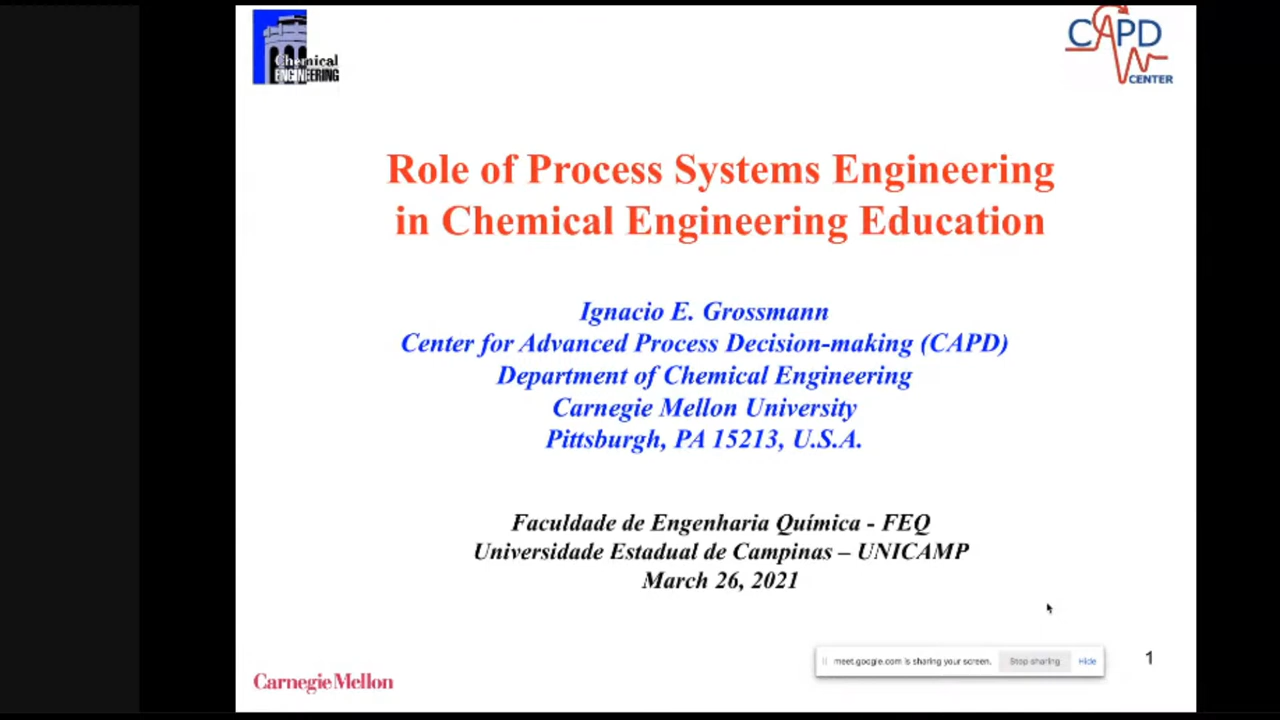 Chemical
ENGINEERING
CAPD
CENTER
Role of Process Systems Engineering
in Chemical Engineering Education
Ignacio E. Grossmann
Center for Advanced Process Decision-making (CAPD)
Department of Chemical Engineering
Carnegie Mellon University
Pittsburgh, PA 15213, U.S.A.
Faculdade de Engenharia Química - FEQ
Universidade Estadual de Campinas – UNICAMP
March 26, 2021
meet.google.com is sharing your screen. Stop sharing Hide
1
Carnegie Mellon